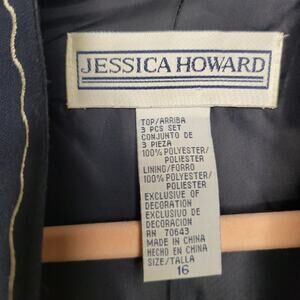 JESSICA HOWARD
TOP/ARRIBA
3 PCS SET
CONJUNTO DE
3 PIEZA
100% POLYESTER/
POLIESTER
LINING/FORRO
100% POLYESTER/
POLIESTER
EXCLUSIVE OF
DECORATION
EXCLUSIVO DE
DECORACION
RN 70643
MADE IN CHINA
HECHO EN CHINA
SIZE/TALLA
16